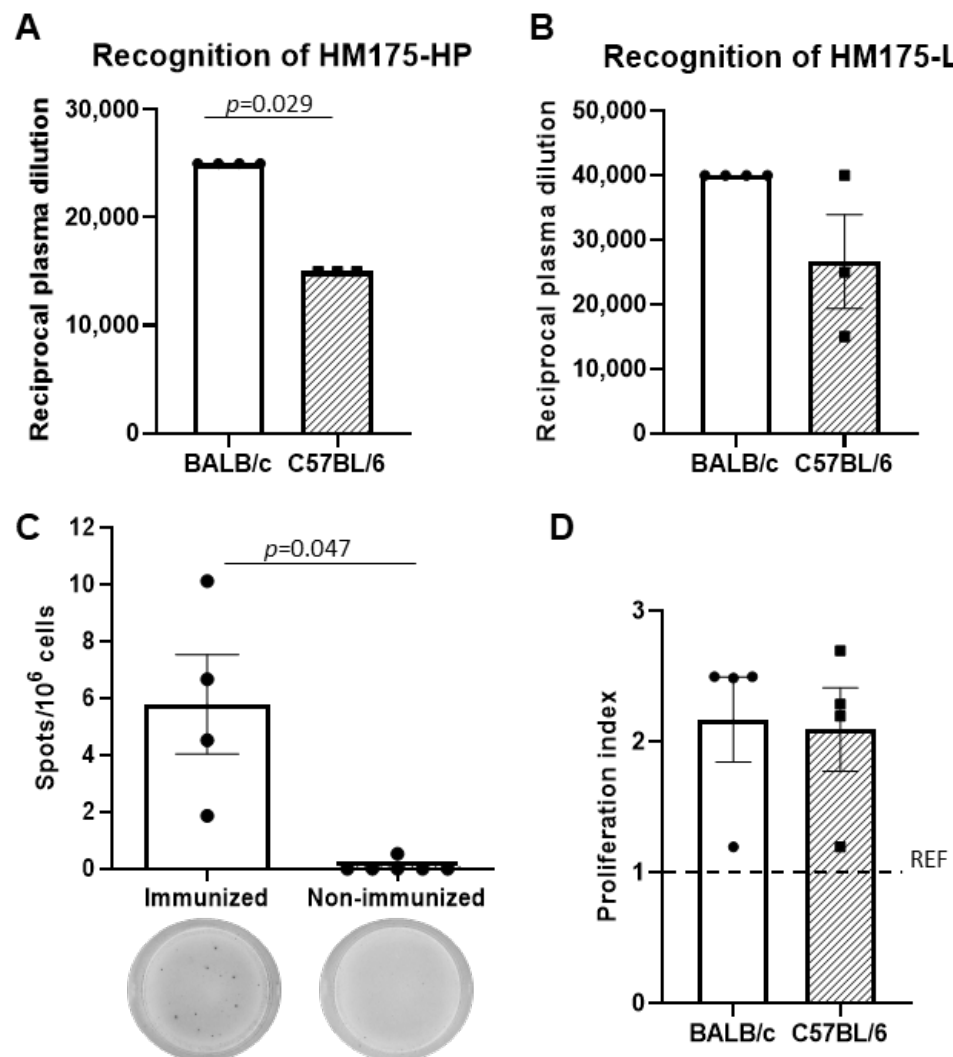 A
Recognition of HM175-HP
Reciprocal plasma dilution
30,000
20,000
10,000
0
p=0.029
BALB/c C57BL/6
B
Recognition of HM175-L
Reciprocal plasma dilution
50,000
40,000
30,000
20,000
10,000
0
BALB/c C57BL/6
C
Spots/10⁶ cells
12
10
8
6
4
2
0
p=0.047
Immunized Non-immunized
D
Proliferation index
3
2
1
0
REF
BALB/c C57BL/6